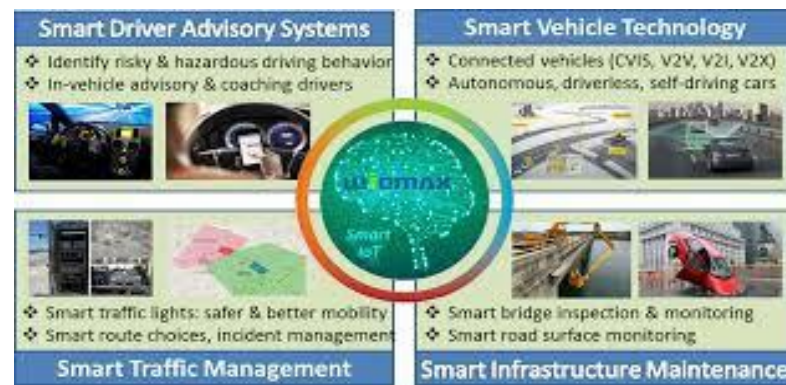 Smart Driver Advisory Systems
❖ Identify risky & hazardous driving behavior
❖ In-vehicle advisory & coaching drivers
Smart Vehicle Technology
❖ Connected vehicles (CVIS, V2V, V2I, V2X)
❖ Autonomous, driverless, self-driving cars
wiomax
Smart
IoT
❖ Smart traffic lights: safer & better mobility
❖ Smart route choices, incident management
Smart Traffic Management
❖ Smart bridge inspection & monitoring
❖ Smart road surface monitoring
Smart Infrastructure Maintenance